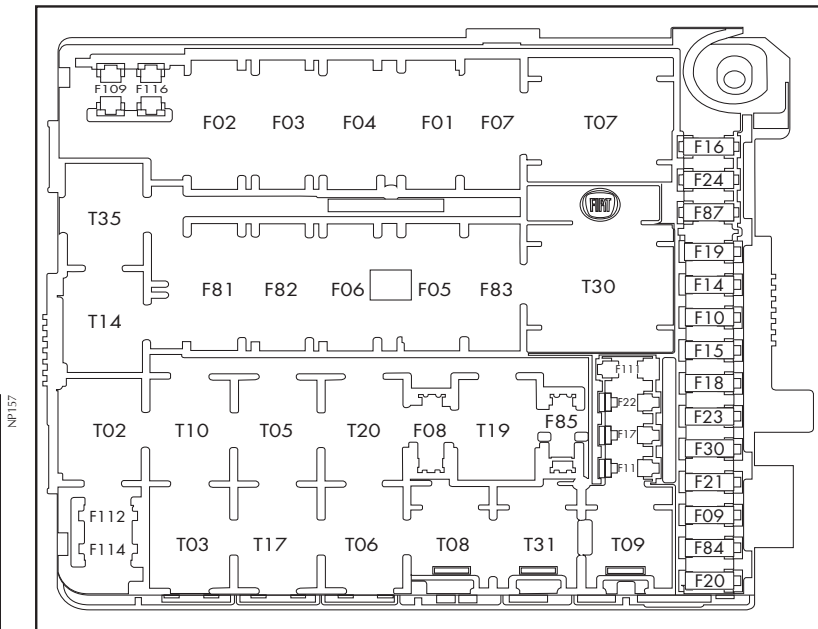 F109 F116
F02 F03 F04 F01 F07 T07
F16
F24
F87
T35
FIAT
F19
F14
F10
F15
F18
F23
F30
F21
F09
F84
F20
F81 F82 F06 F05 F83 T30
T14
F111
F22
F17
F11
T02 T10 T05 T20 F08 T19 F85
F112
F114
T03 T17 T06 T08 T31 T09
NP157